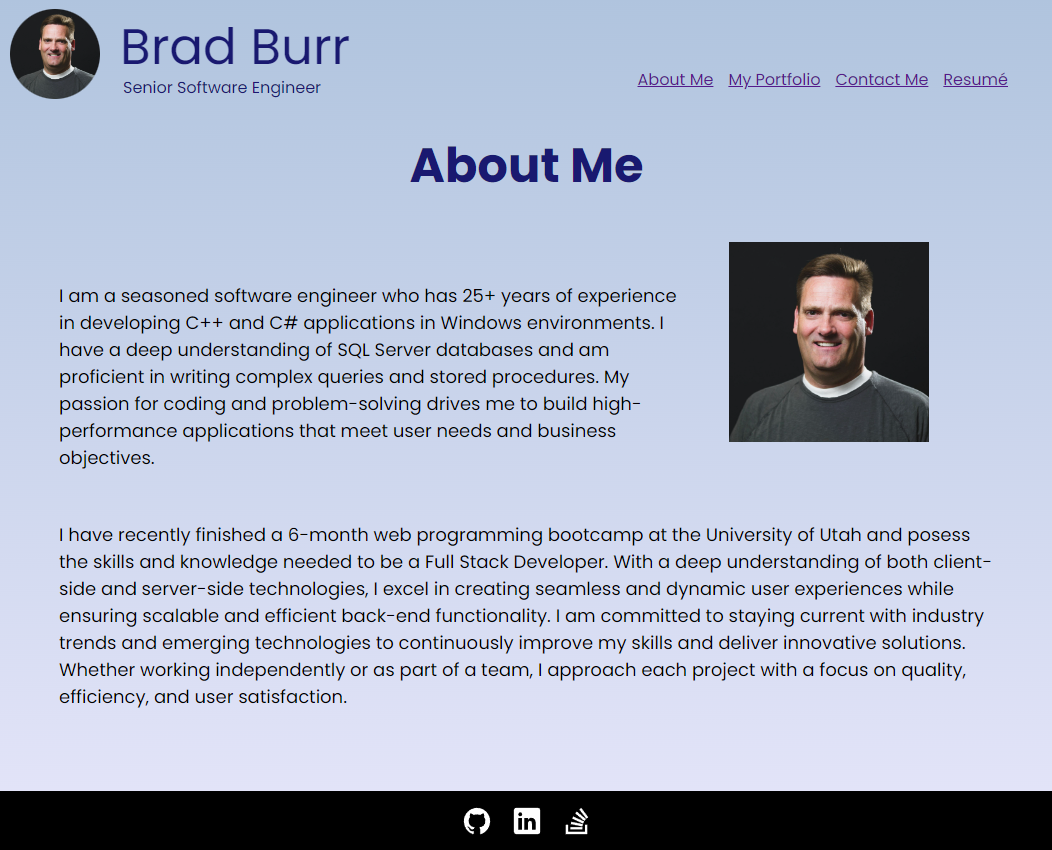 Brad Burr
Senior Software Engineer
About Me My Portfolio Contact Me Resumé
About Me
I am a seasoned software engineer who has 25+ years of experience
in developing C++ and C# applications in Windows environments. I
have a deep understanding of SQL Server databases and am
proficient in writing complex queries and stored procedures. My
passion for coding and problem-solving drives me to build high-
performance applications that meet user needs and business
objectives.
I have recently finished a 6-month web programming bootcamp at the University of Utah and posess
the skills and knowledge needed to be a Full Stack Developer. With a deep understanding of both client-
side and server-side technologies, I excel in creating seamless and dynamic user experiences while
ensuring scalable and efficient back-end functionality. I am committed to staying current with industry
trends and emerging technologies to continuously improve my skills and deliver innovative solutions.
Whether working independently or as part of a team, I approach each project with a focus on quality,
efficiency, and user satisfaction.
in